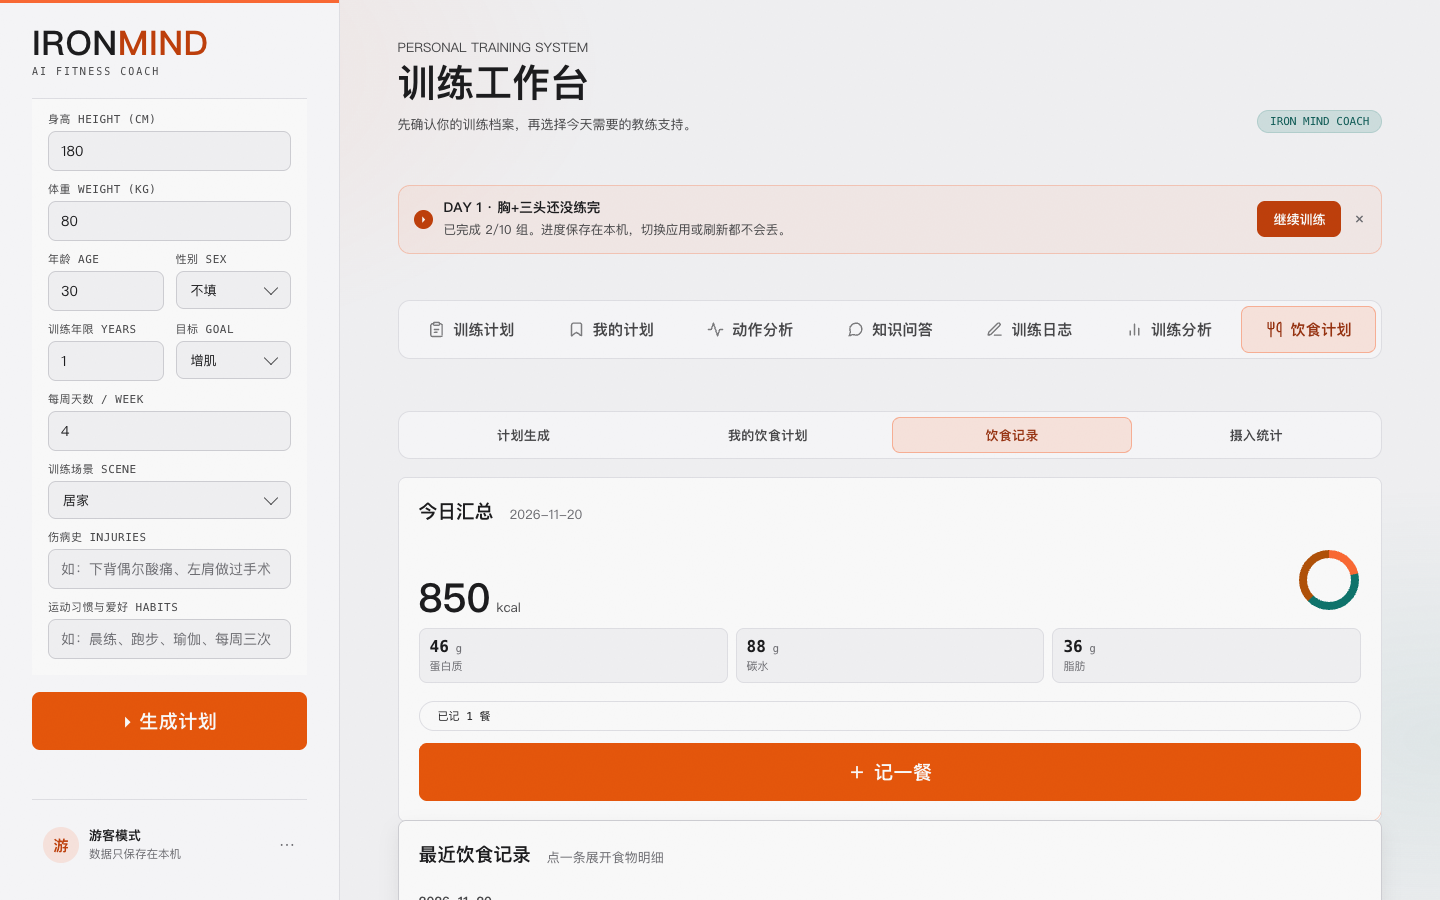 IRONMIND
AI FITNESS COACH
身高 HEIGHT (CM)
180
体重 WEIGHT (KG)
80
年龄 AGE
性别 SEX
30
不填
训练年限 YEARS
目标 GOAL
1
增肌
每周天数 / WEEK
4
训练场景 SCENE
居家
伤病史 INJURIES
如：下背偶尔酸痛、左肩做过手术
运动习惯与爱好 HABITS
如：晨练、跑步、瑜伽、每周三次
生成计划
游
游客模式
数据只保存在本机
PERSONAL TRAINING SYSTEM
训练工作台
先确认你的训练档案，再选择今天需要的教练支持。
IRON MIND COACH
DAY 1 · 胸+三头还没练完
已完成 2/10 组。进度保存在本机，切换应用或刷新都不会丢。
继续训练
训练计划
我的计划
动作分析
知识问答
训练日志
训练分析
饮食计划
计划生成
我的饮食计划
饮食记录
摄入统计
今日汇总 2026-11-20
850 kcal
46 g
蛋白质
88 g
碳水
36 g
脂肪
已记 1 餐
+ 记一餐
最近饮食记录 点一条展开食物明细